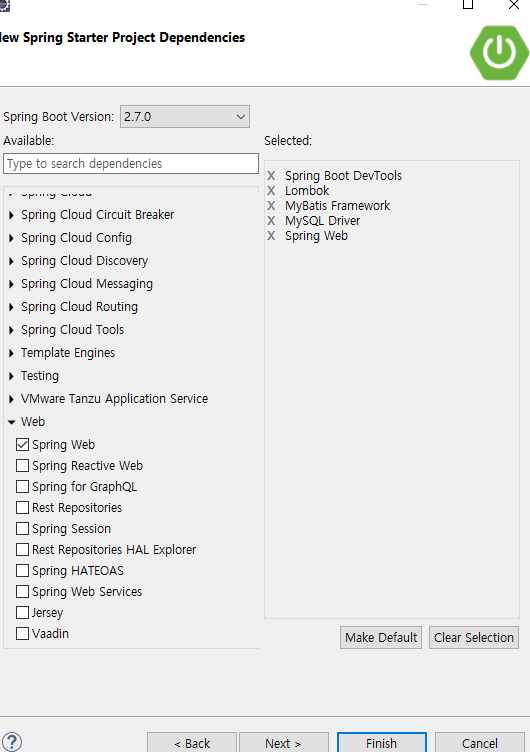 New Spring Starter Project Dependencies
Spring Boot Version: 2.7.0
Available:
Type to search dependencies
Spring Cloud
Spring Cloud Circuit Breaker
Spring Cloud Config
Spring Cloud Discovery
Spring Cloud Messaging
Spring Cloud Routing
Spring Cloud Tools
Template Engines
Testing
VMware Tanzu Application Service
Web
Spring Web
Spring Reactive Web
Spring for GraphQL
Rest Repositories
Spring Session
Rest Repositories HAL Explorer
Spring HATEOAS
Spring Web Services
Jersey
Vaadin
Selected:
X Spring Boot DevTools
X Lombok
X MyBatis Framework
X MySQL Driver
X Spring Web
Make Default
Clear Selection
?
< Back
Next >
Finish
Cancel